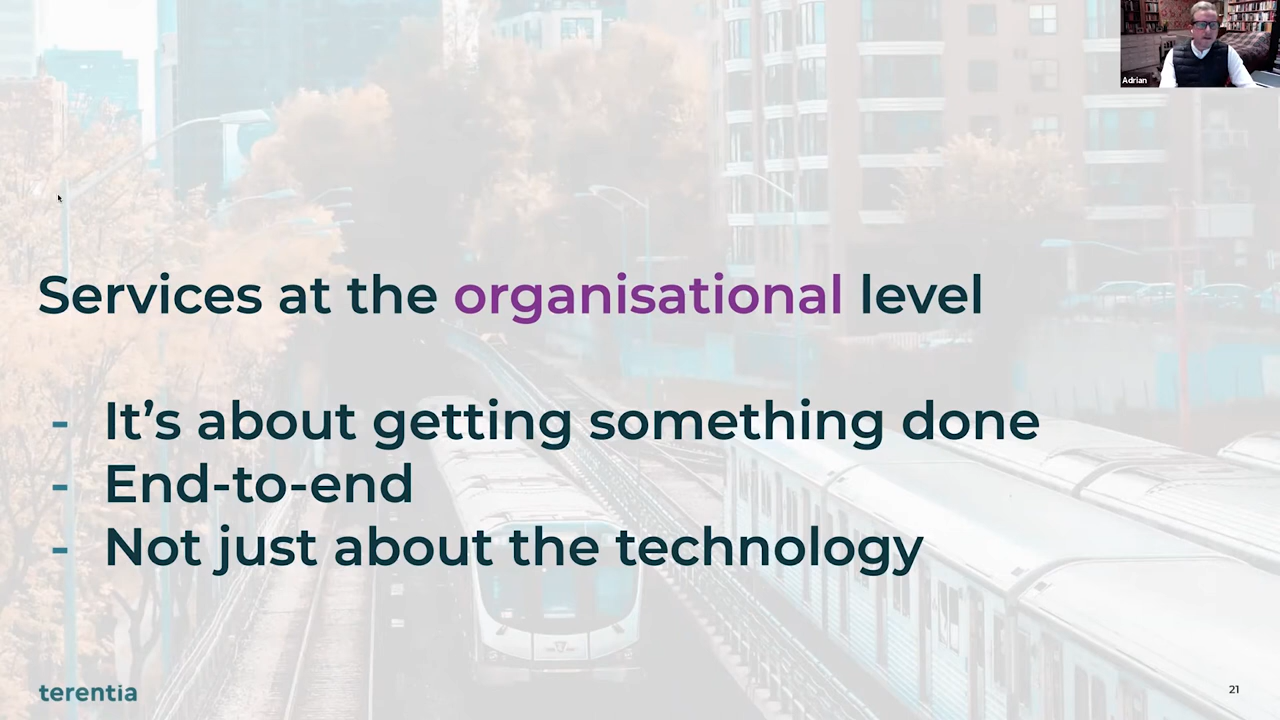 Adrian
Services at the organisational level
- It’s about getting something done
- End-to-end
- Not just about the technology
terentia
21